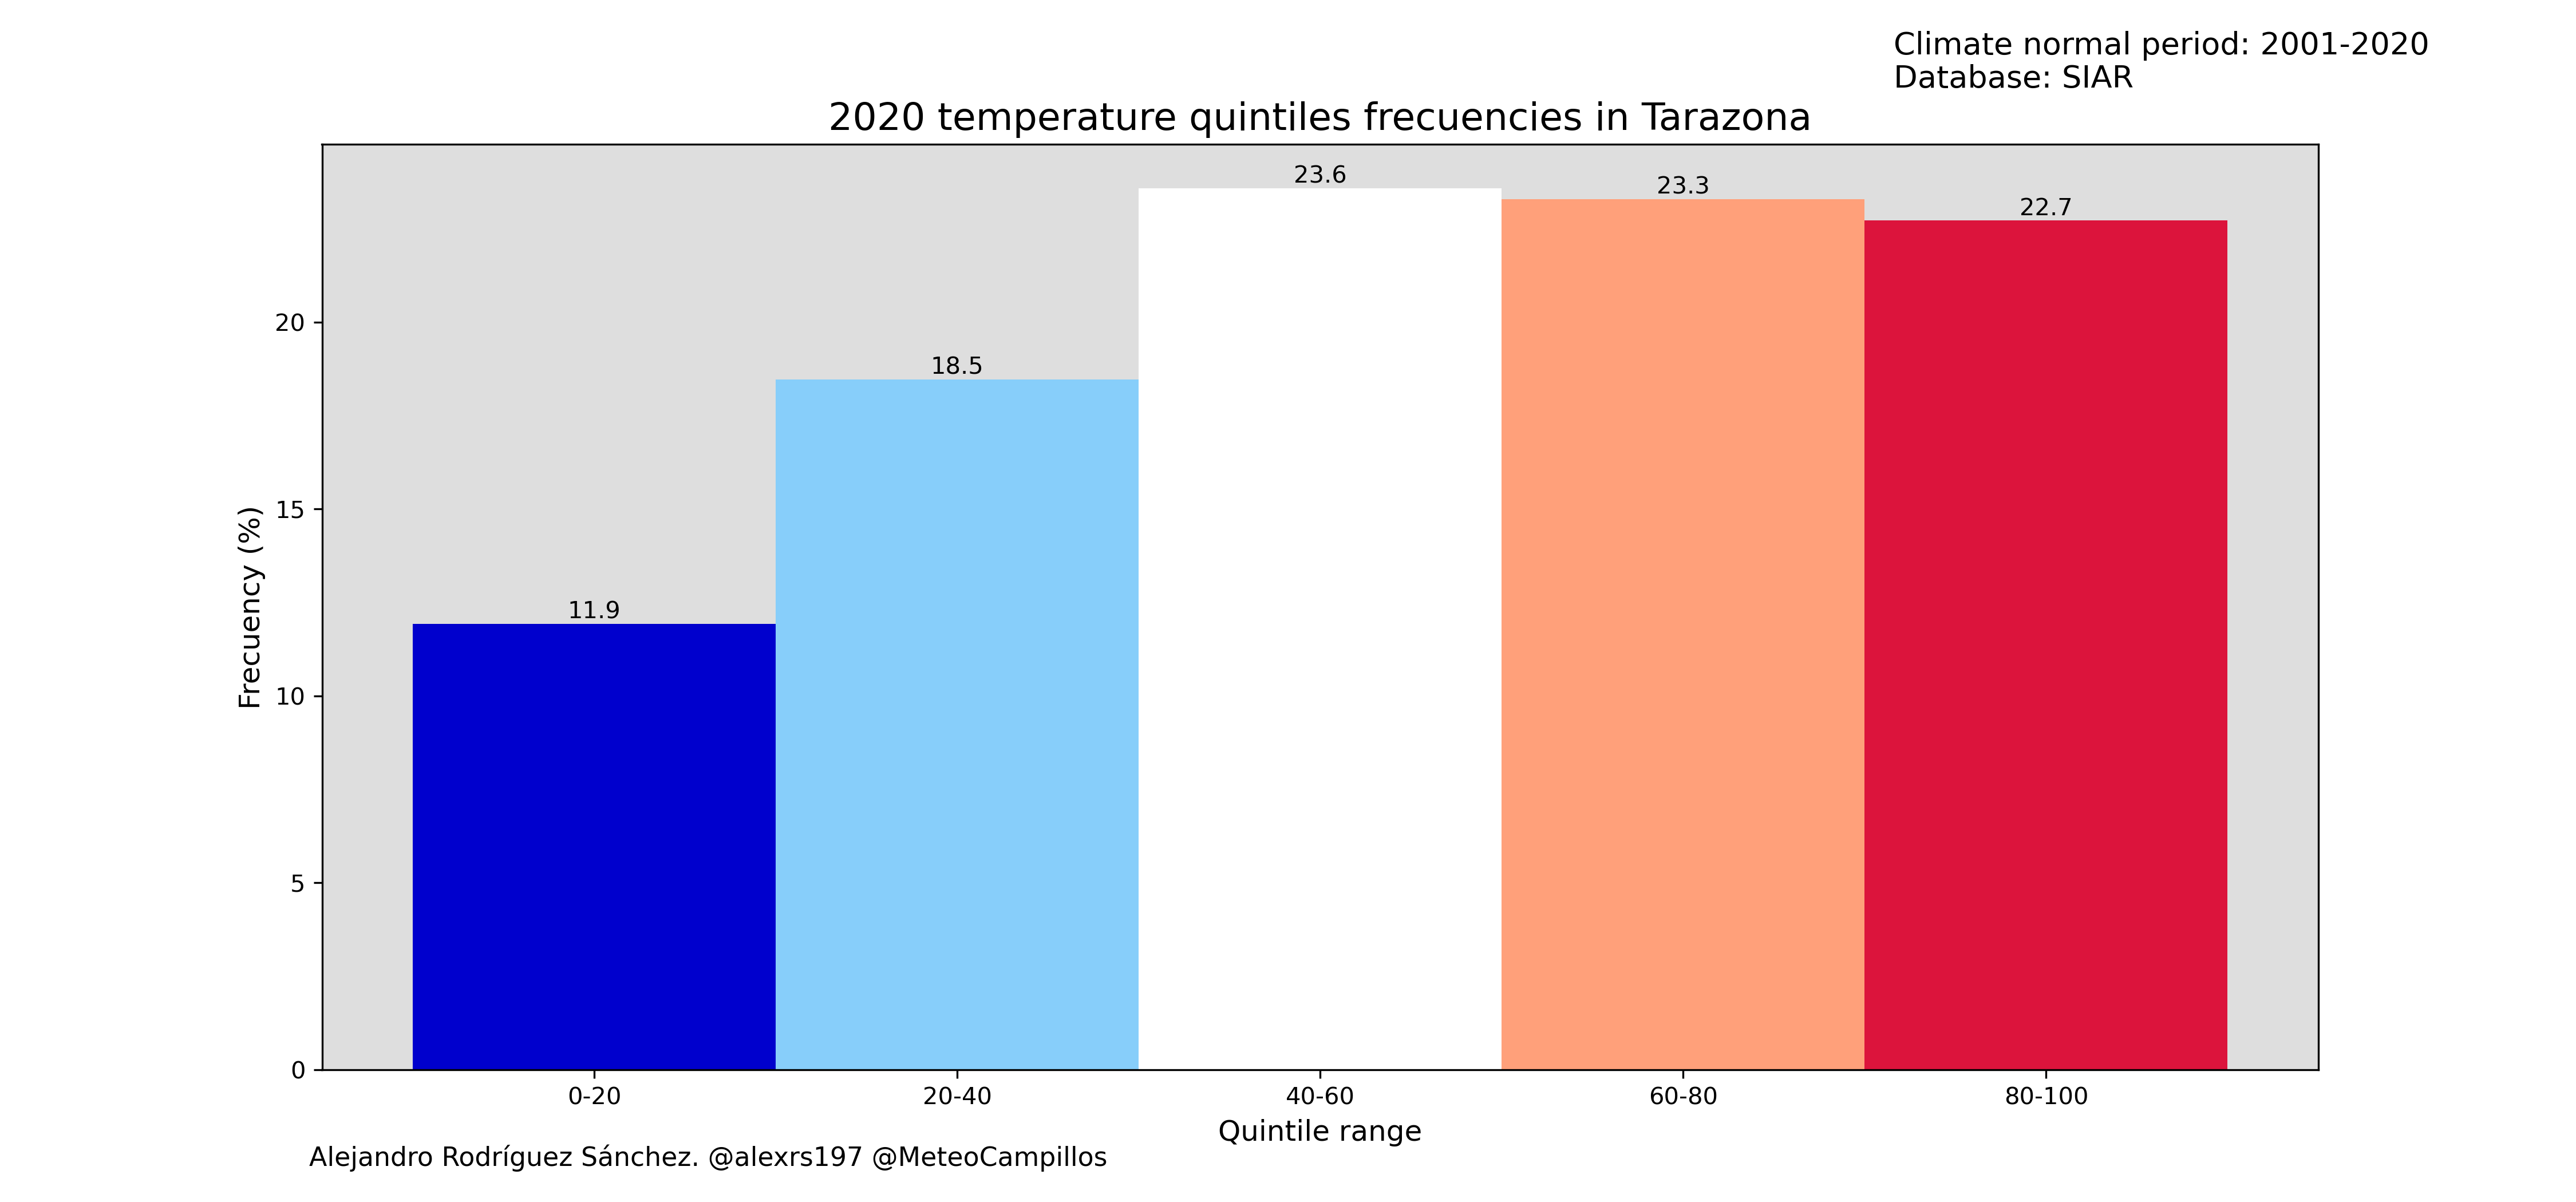 Climate normal period: 2001-2020
Database: SIAR
2020 temperature quintiles frecuencies in Tarazona
23.6
23.3
22.7
20
18.5
15
Frecuency (%)
11.9
10
5
0
0-20
20-40
40-60
60-80
80-100
Quintile range
Alejandro Rodríguez Sánchez. @alexrs197 @MeteoCampillos